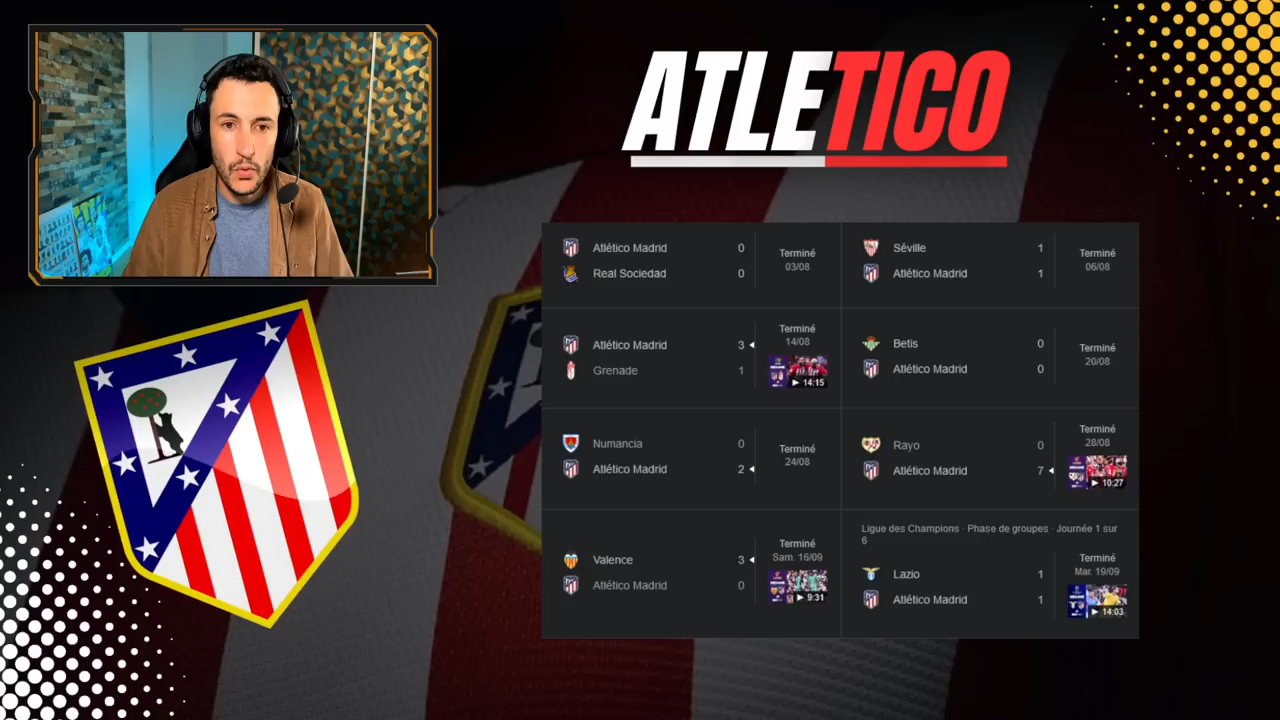 ATLETICO
Atlético Madrid 0
Real Sociedad 0
Terminé
03/08
Séville 1
Atlético Madrid 1
Terminé
06/08
Atlético Madrid 3
Grenade 1
Terminé
14/08
14:15
Betis 0
Atlético Madrid 0
Terminé
20/08
Numancia 0
Atlético Madrid 2
Terminé
24/08
Rayo 0
Atlético Madrid 7
Terminé
28/08
10:27
Valence 3
Atlético Madrid 0
Terminé
Sam. 16/09
9:31
Ligue des Champions · Phase de groupes · Journée 1 sur
6
Lazio 1
Atlético Madrid 1
Terminé
Mar. 19/09
14:03